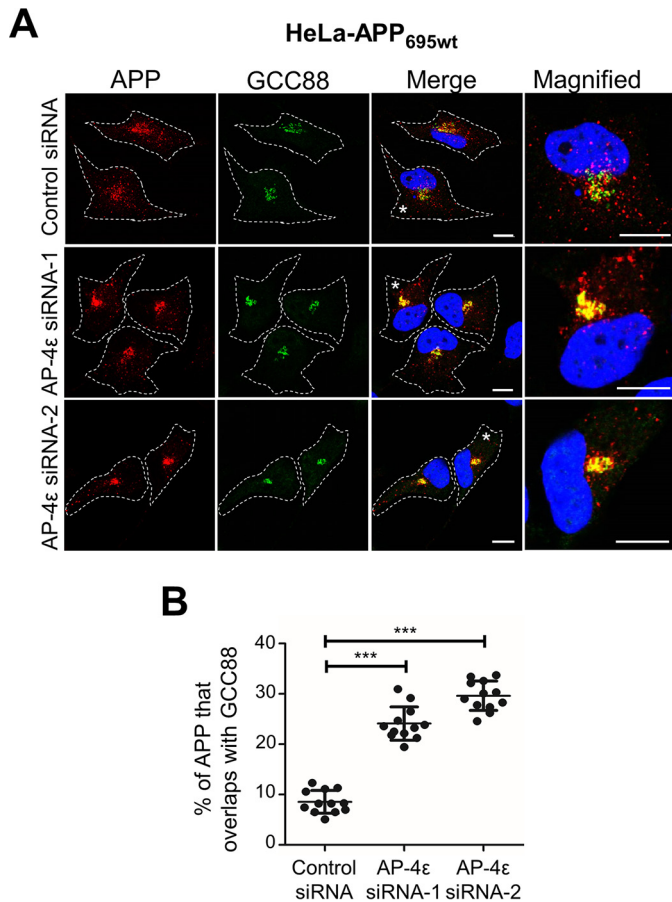 A
HeLa-APP695wt
APP GCC88 Merge Magnified
Control siRNA
*
AP-4ε siRNA-1
*
AP-4ε siRNA-2
*
B
% of APP that
overlaps with GCC88
40
30
20
10
0
***
***
Control
siRNA
AP-4ε
siRNA-1
AP-4ε
siRNA-2